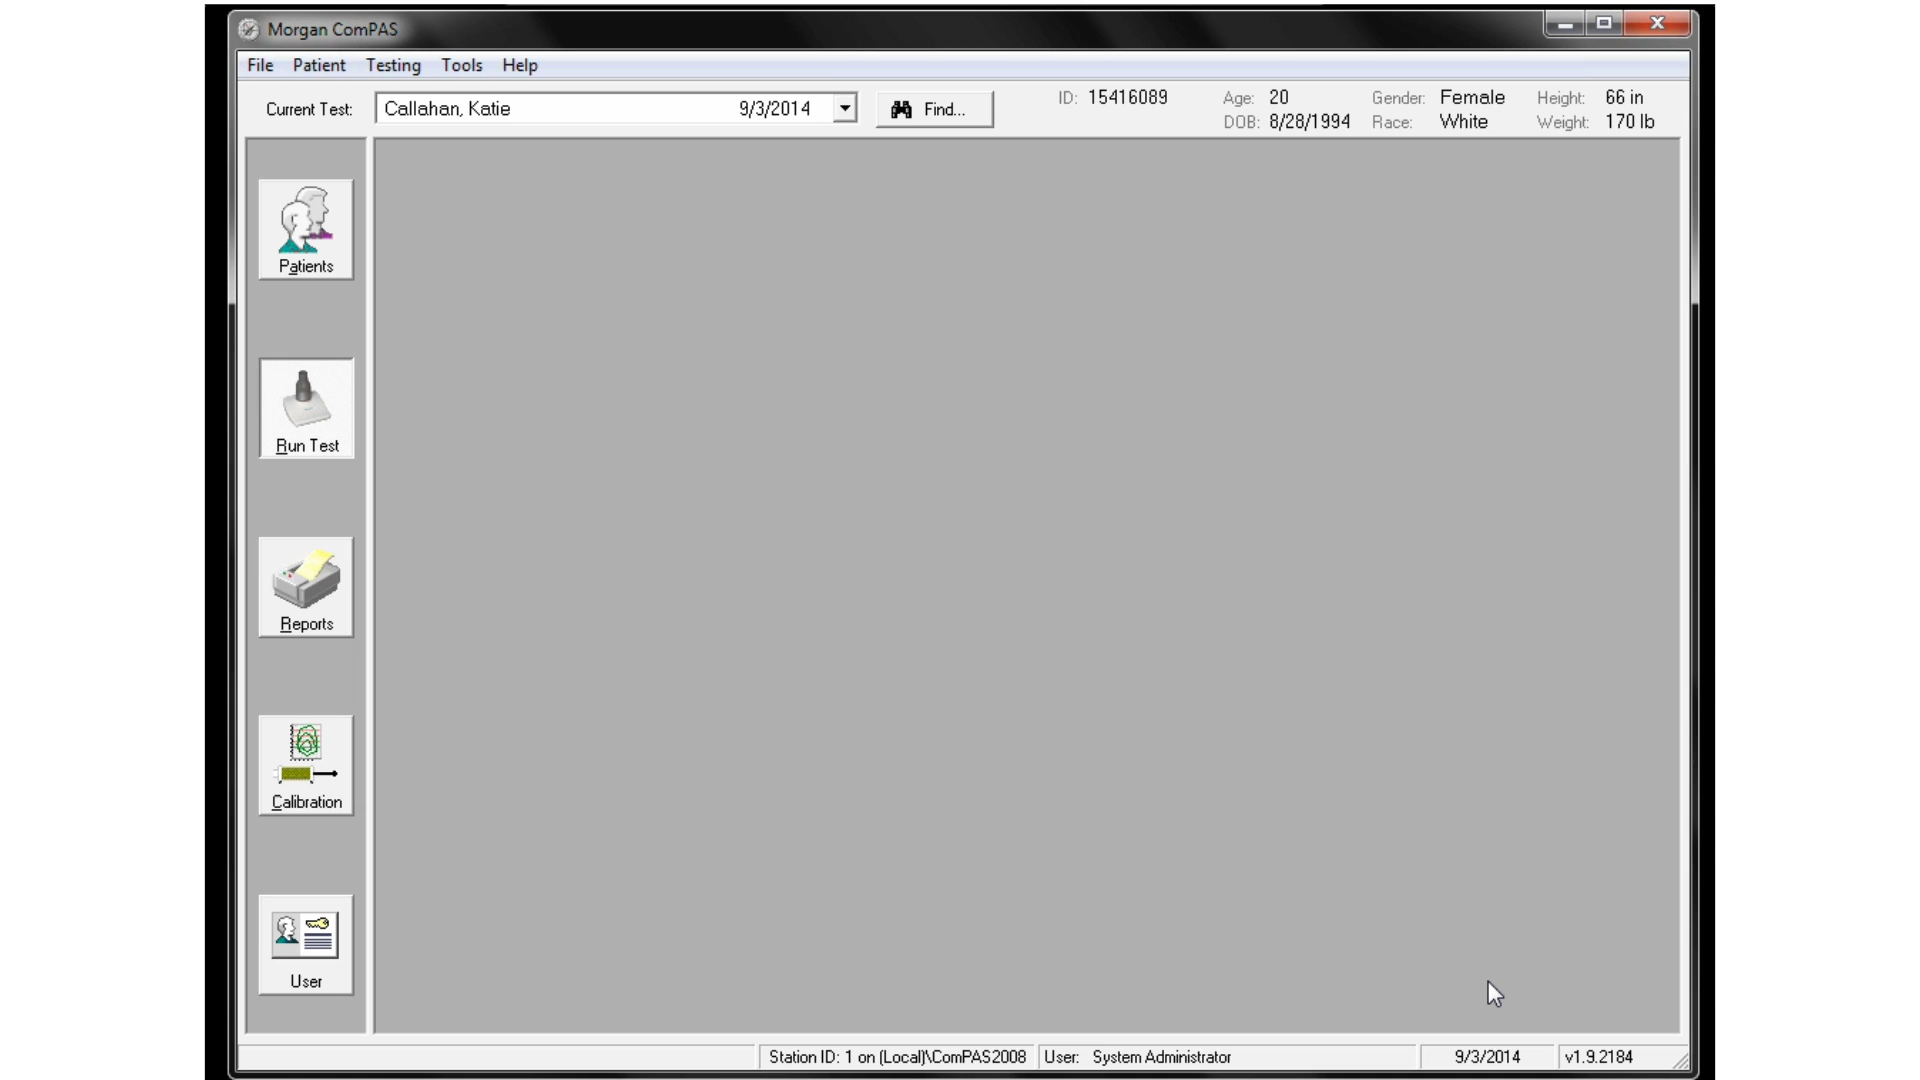 Morgan ComPAS
File Patient Testing Tools Help
Current Test: Callahan, Katie 9/3/2014 Find... ID: 15416089 Age: 20 Gender: Female Height: 66 in
DOB: 8/28/1994 Race: White Weight: 170 lb
Patients
Run Test
Reports
Calibration
User
Station ID: 1 on (Local)\ComPAS2008 User: System Administrator 9/3/2014 v1.9.2184